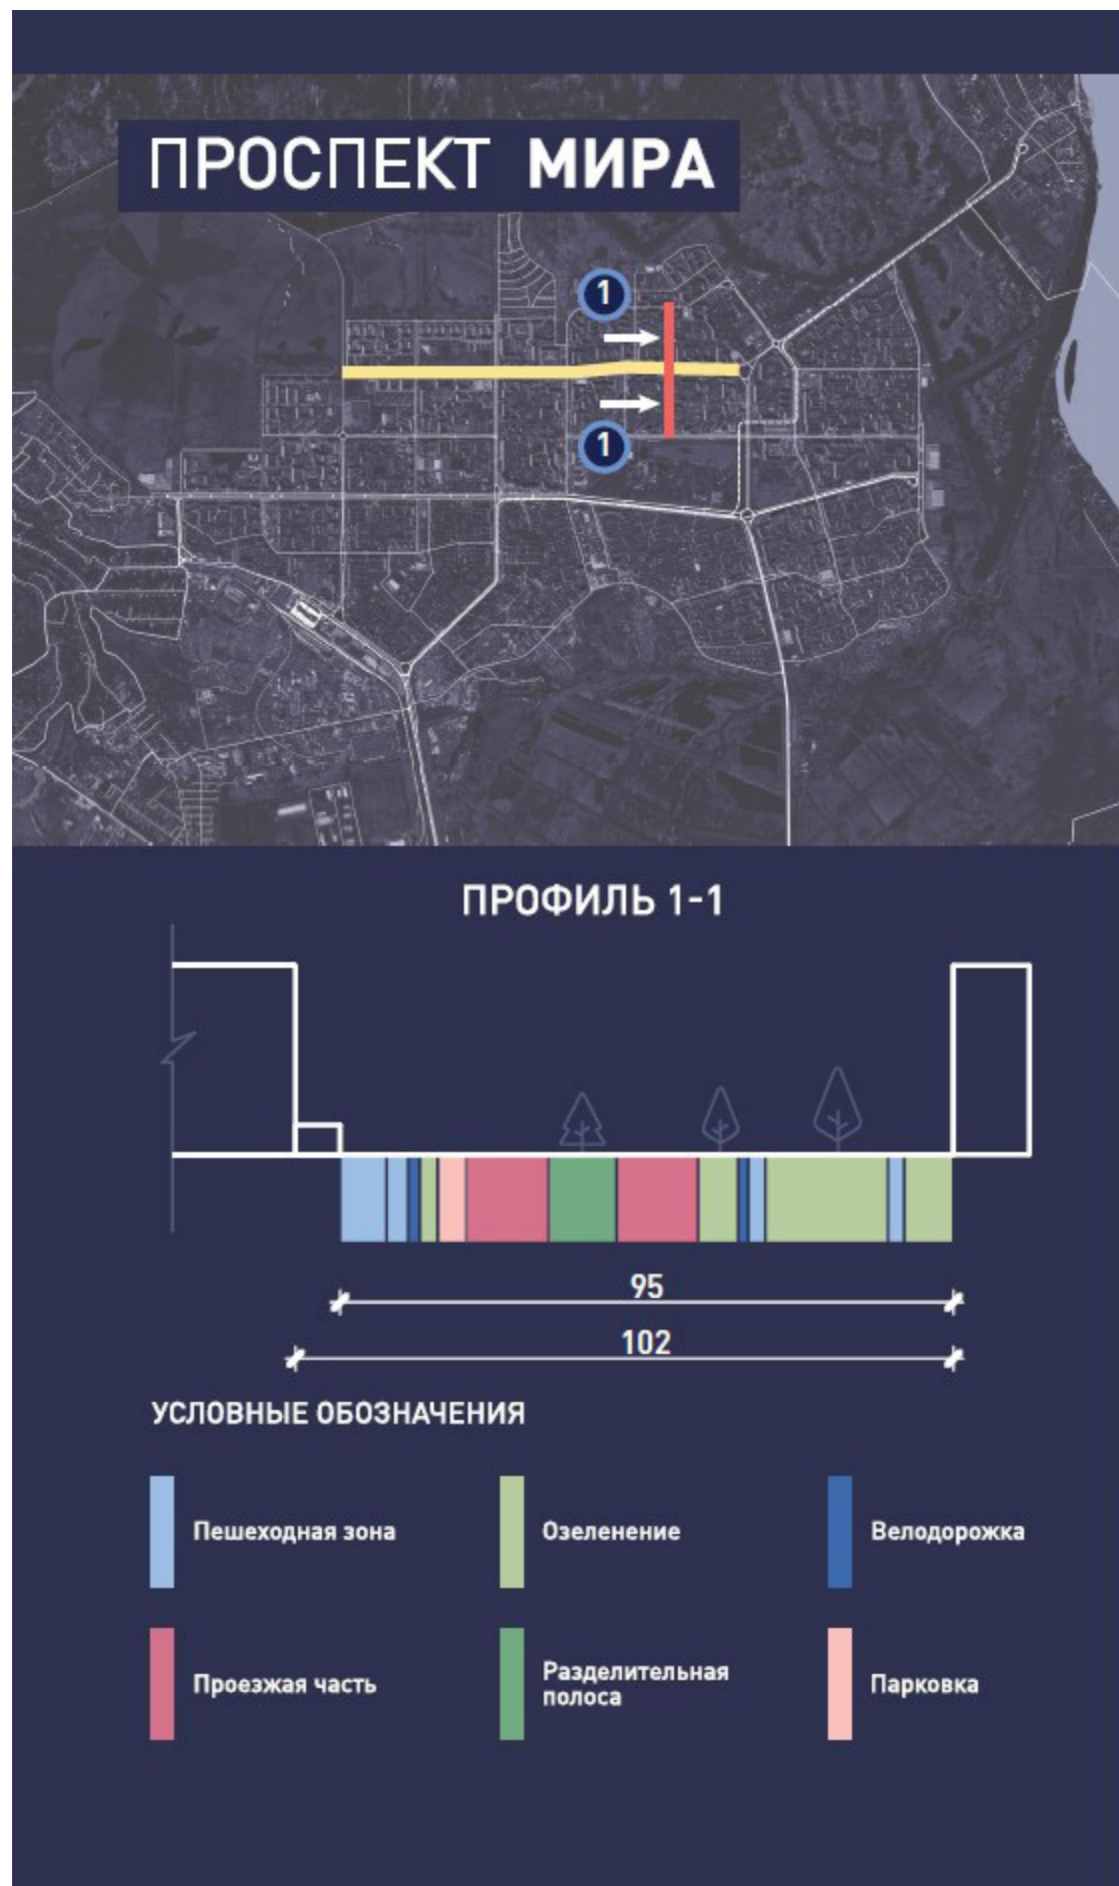 ПРОСПЕКТ МИРА
1
1
ПРОФИЛЬ 1-1
95
102
УСЛОВНЫЕ ОБОЗНАЧЕНИЯ
Пешеходная зона
Озеленение
Велодорожка
Проезжая часть
Разделительная
полоса
Парковка